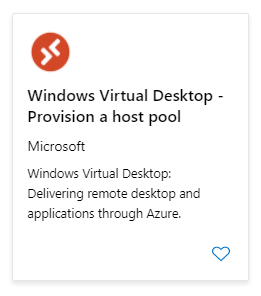 Windows Virtual Desktop -
Provision a host pool
Microsoft
Windows Virtual Desktop:
Delivering remote desktop and
applications through Azure.